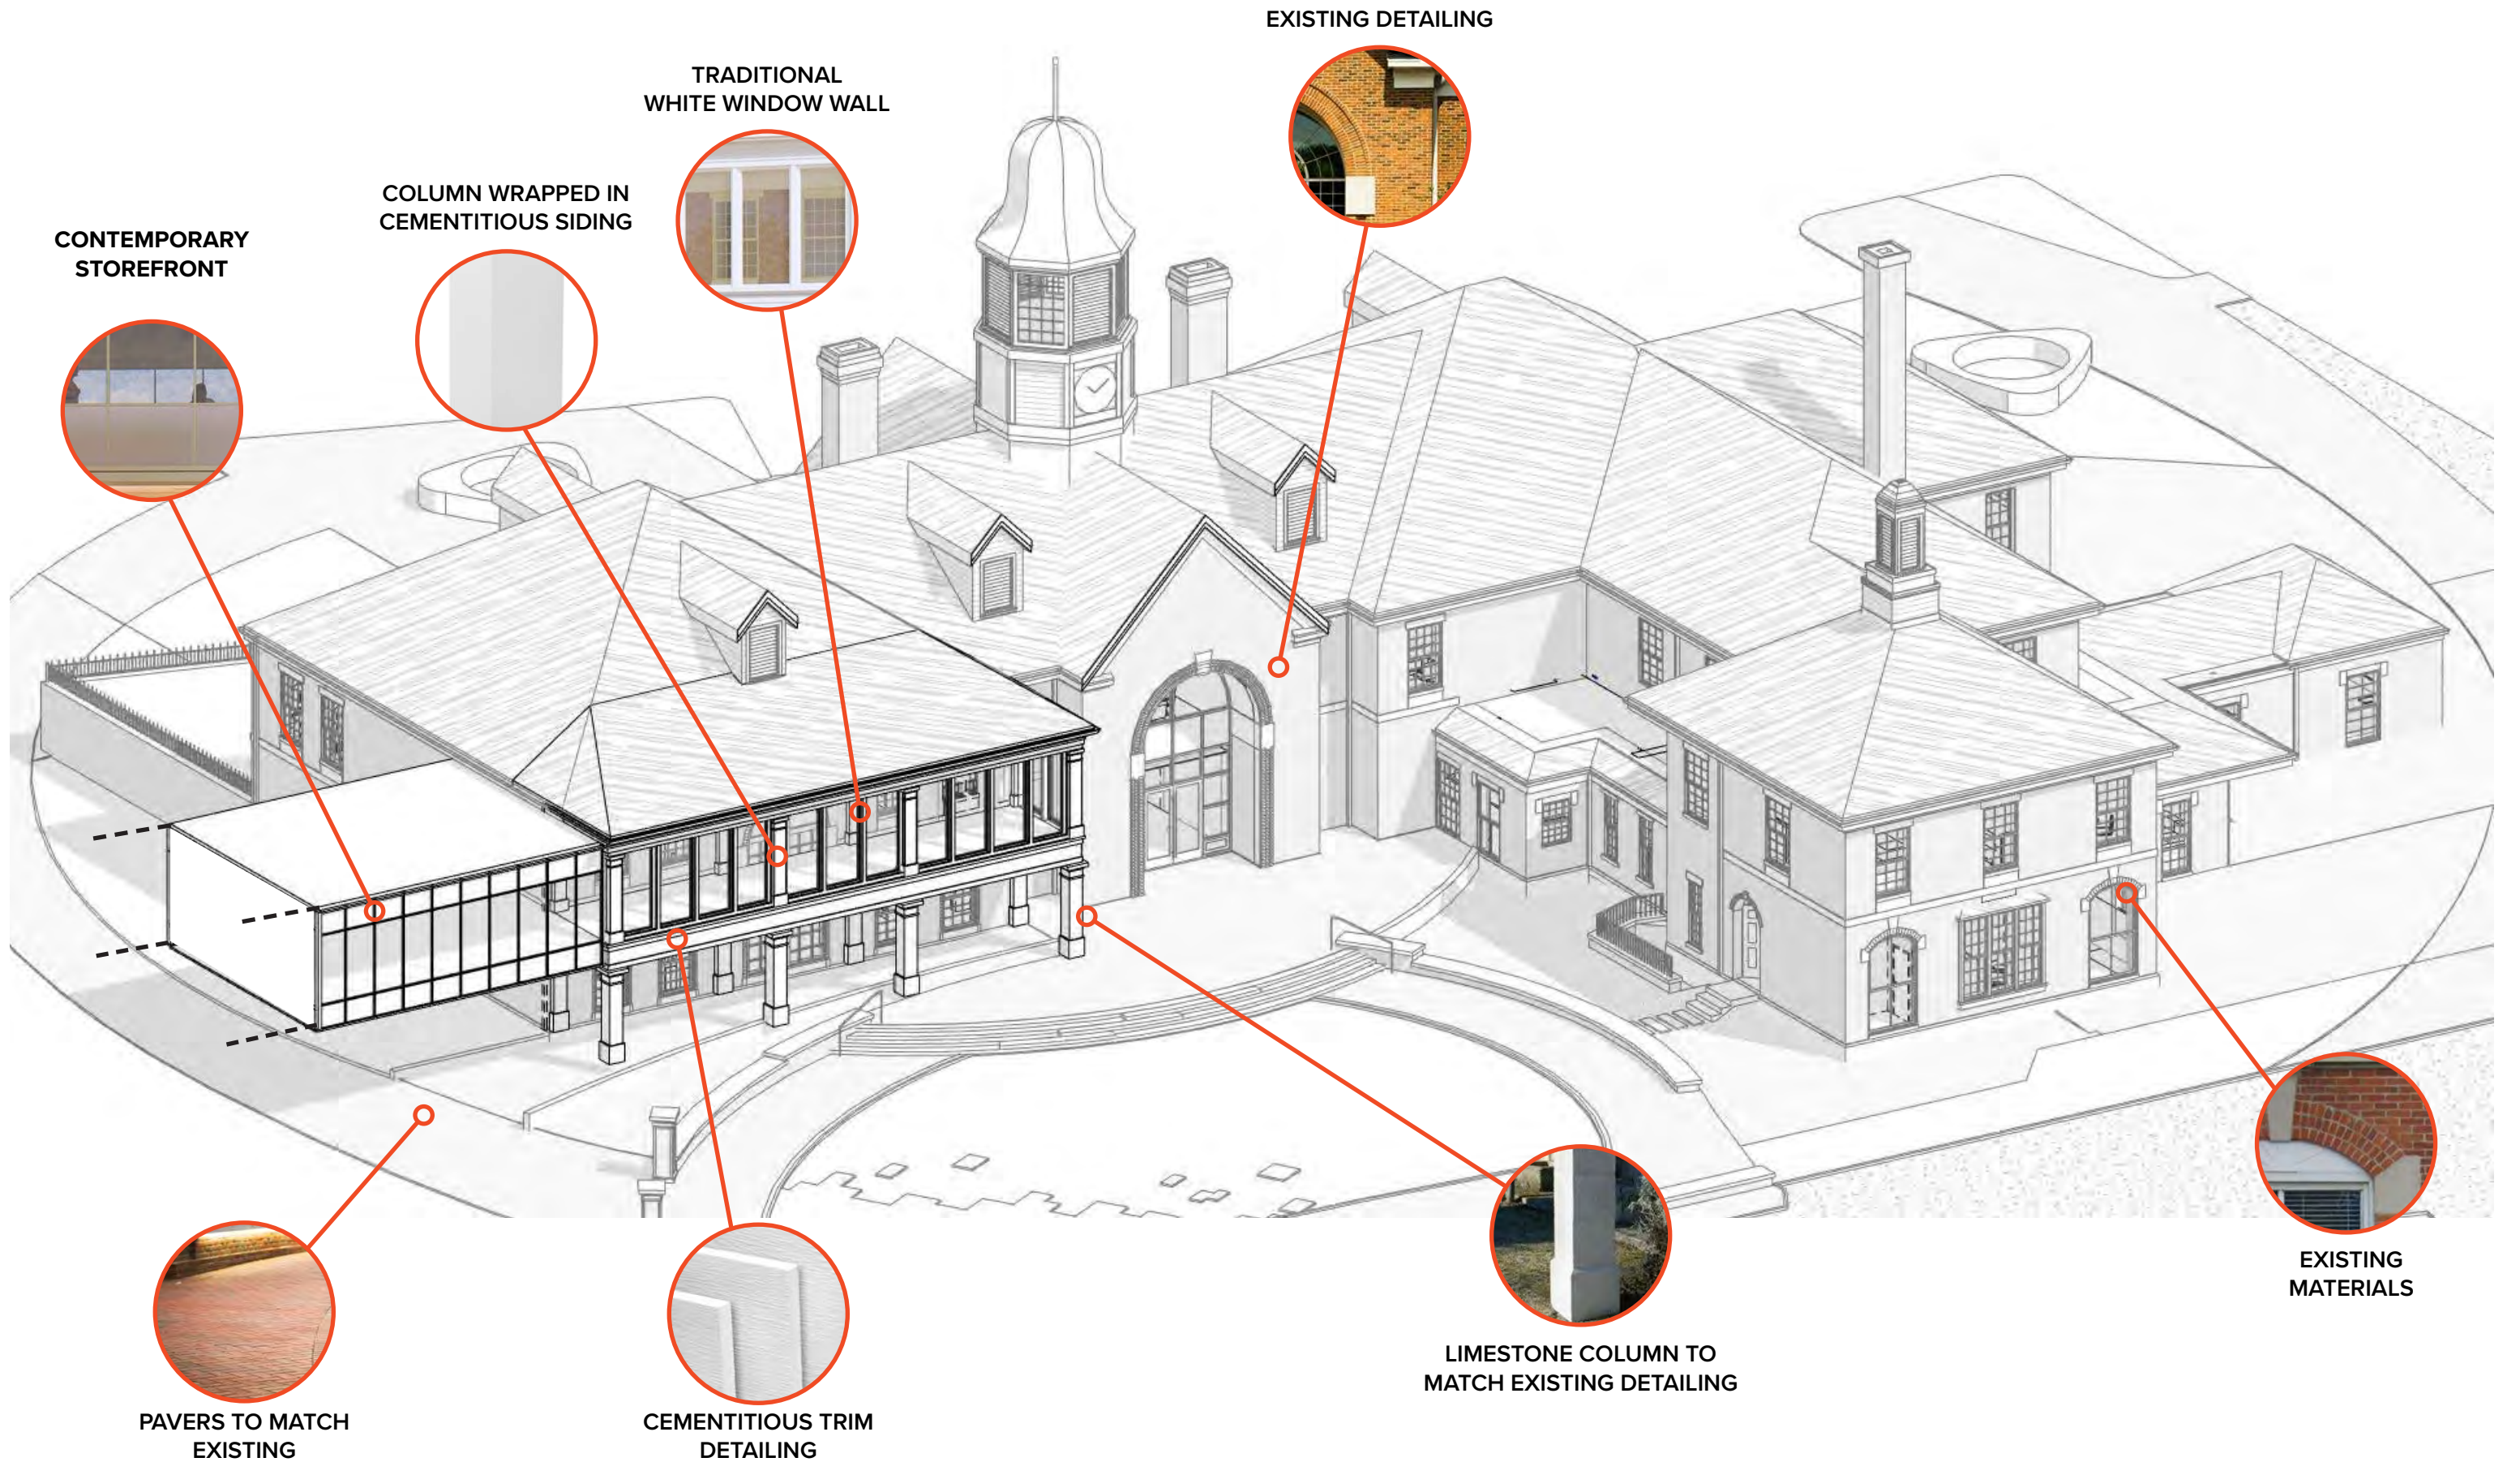 EXISTING DETAILING
TRADITIONAL
WHITE WINDOW WALL
COLUMN WRAPPED IN
CEMENTITIOUS SIDING
CONTEMPORARY
STOREFRONT
EXISTING
MATERIALS
LIMESTONE COLUMN TO
MATCH EXISTING DETAILING
PAVERS TO MATCH
EXISTING
CEMENTITIOUS TRIM
DETAILING